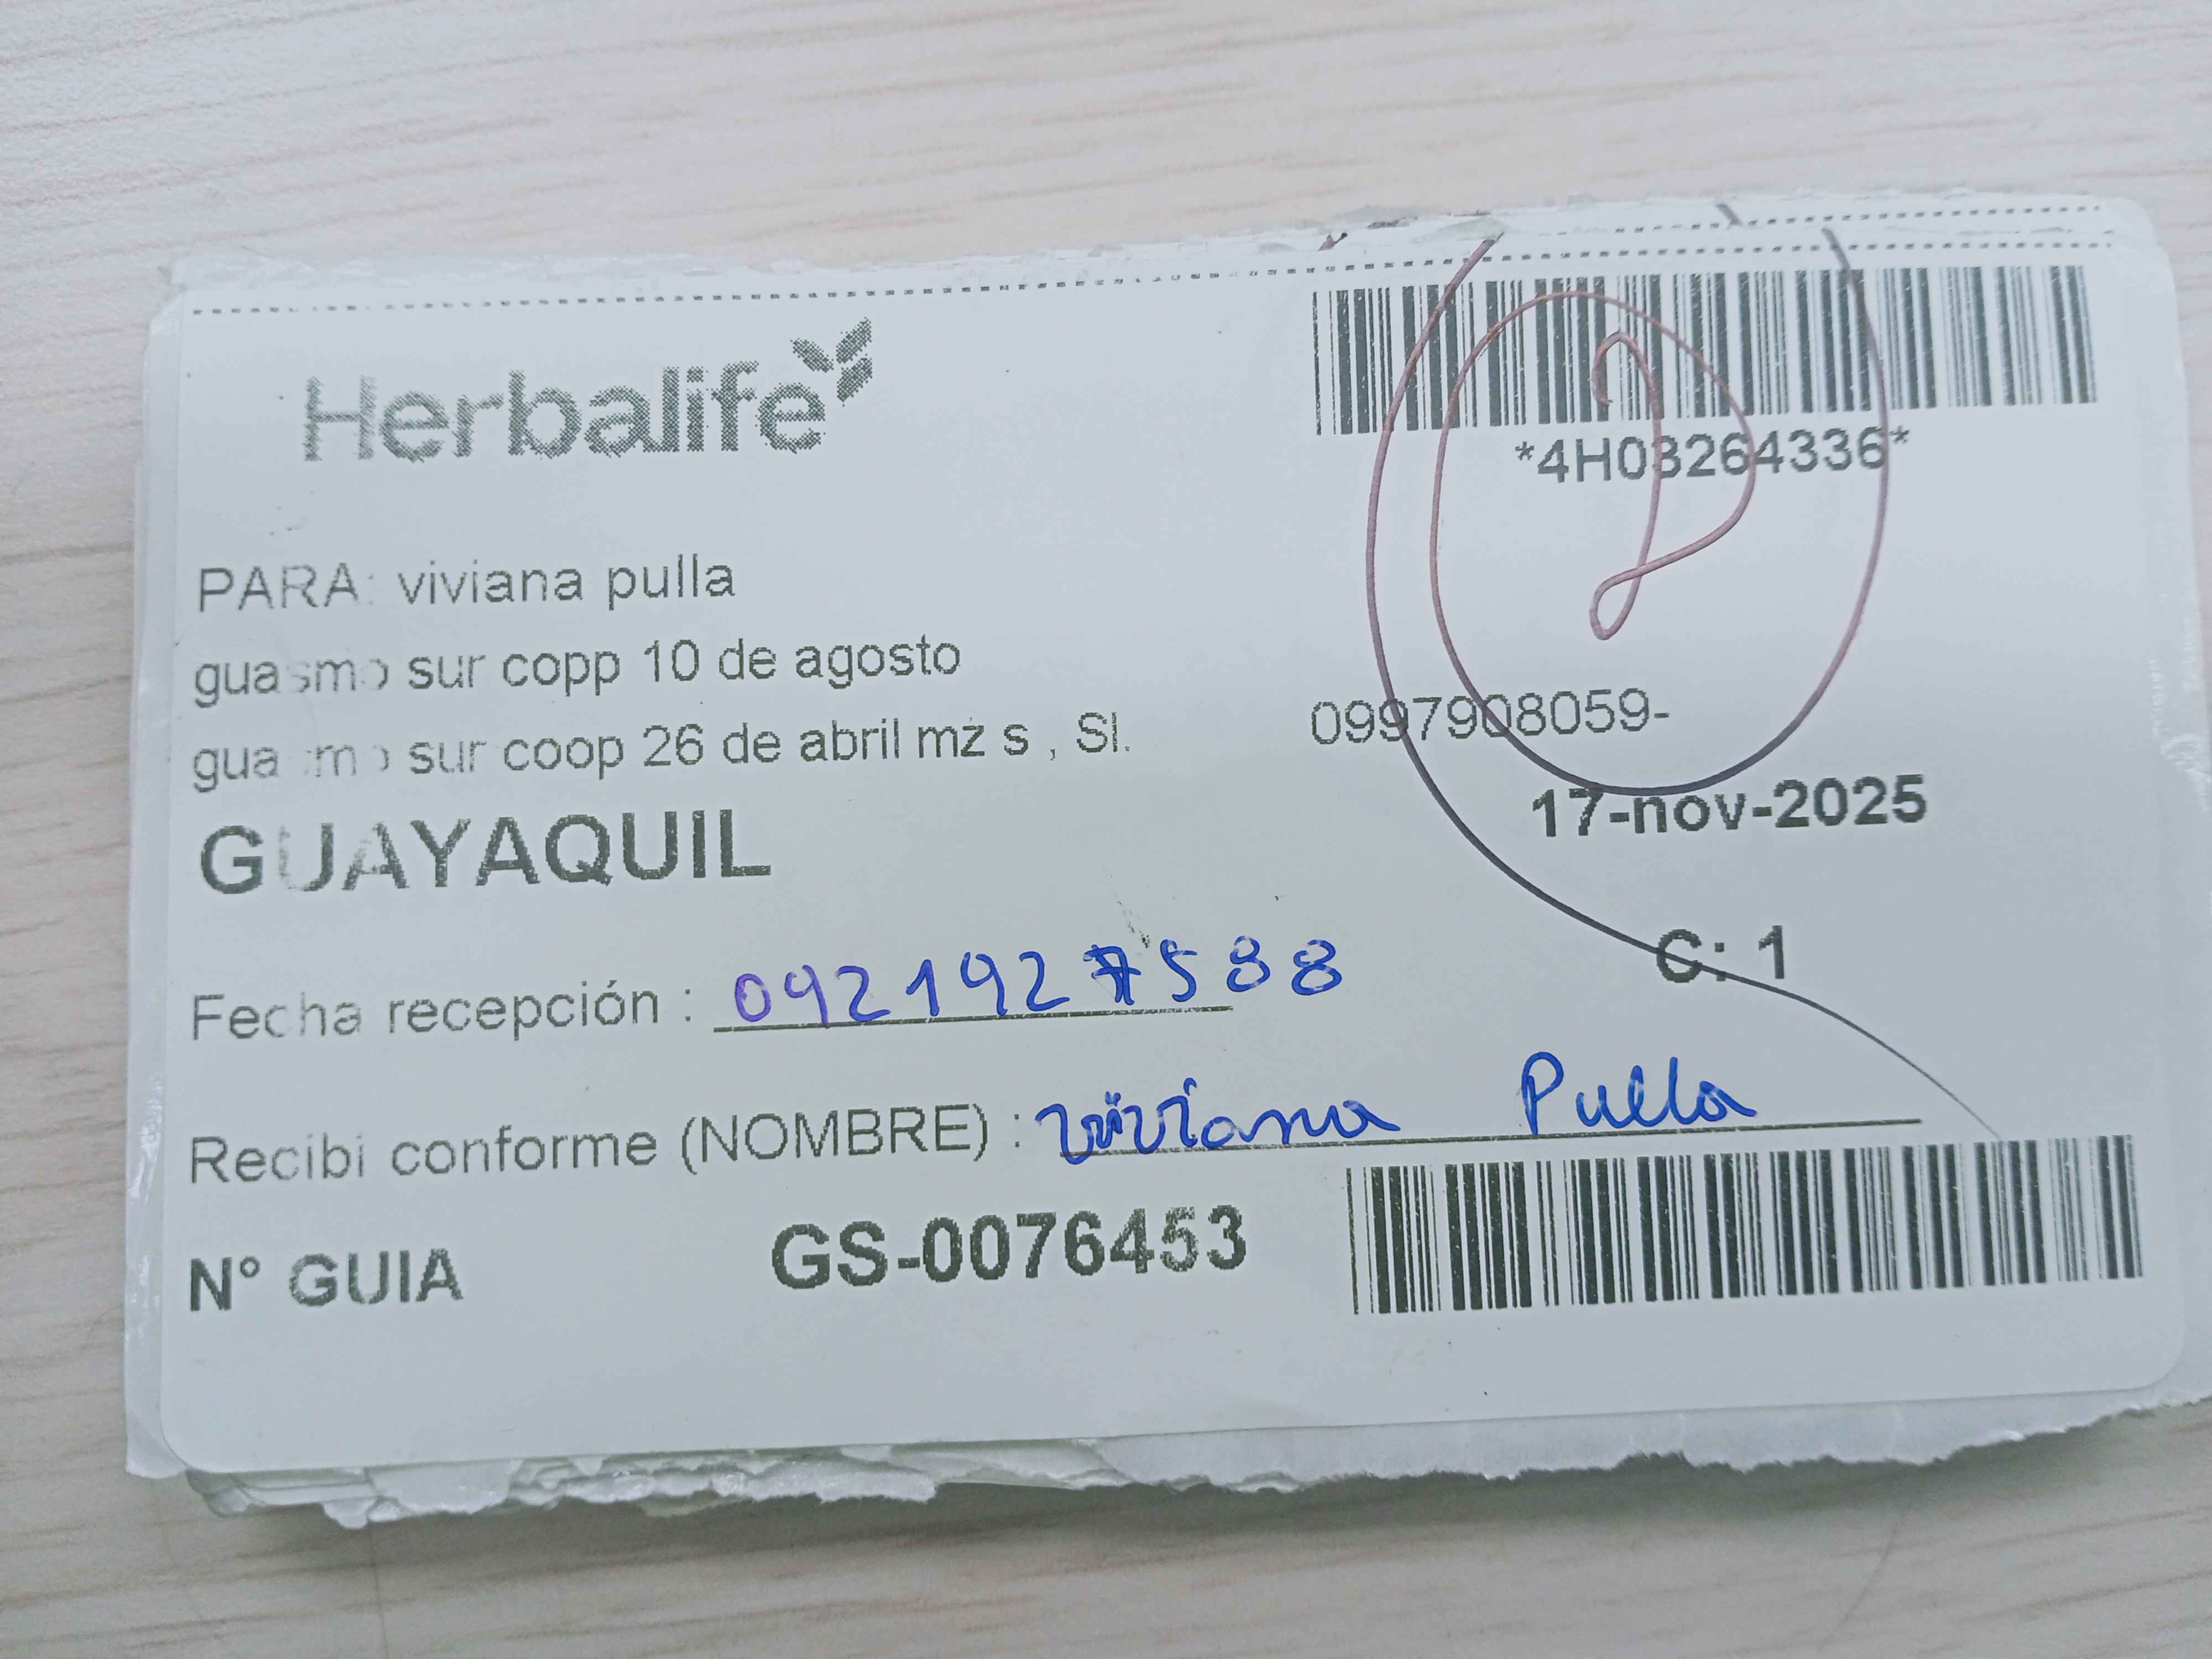 Herbalife
*4H03264336*
PARA: viviana pulla
guasmo sur copp 10 de agosto
guasmo sur coop 26 de abril mz s , Sl.
0997908059-
GUAYAQUIL
17-nov-2025
C: 1
Fecha recepción : 0921927588
Recibi conforme (NOMBRE) : viviana Pulla
N° GUIA GS-0076453